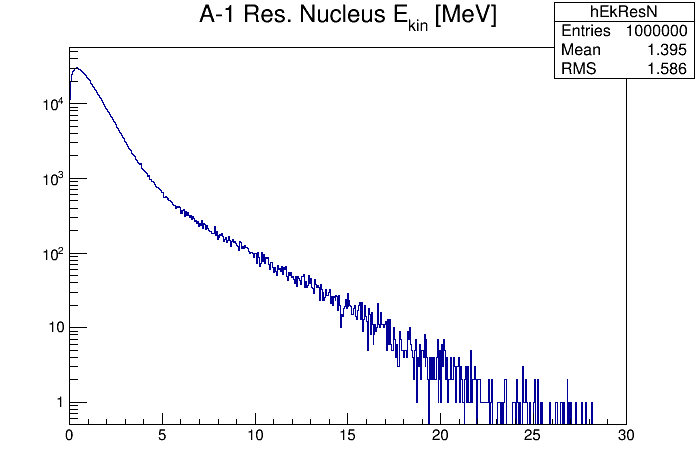 A-1 Res. Nucleus E_kin [MeV]
hEkResN
Entries 1000000
Mean 1.395
RMS 1.586
10^4
10^3
10^2
10
1
0 5 10 15 20 25 30